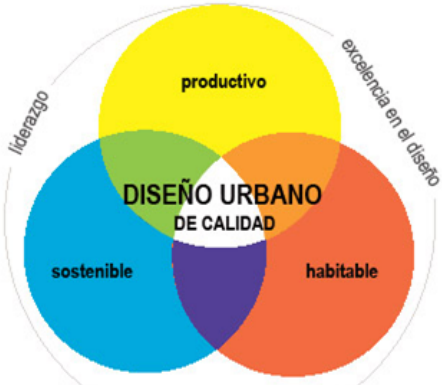 productivo
liderazgo
excelencia en el diseño
DISEÑO URBANO
DE CALIDAD
sostenible
habitable